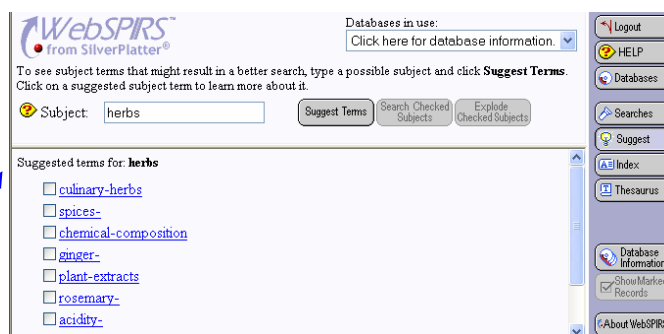 WebSPIRS™
from SilverPlatter®
Databases in use:
Click here for database information.
To see subject terms that might result in a better search, type a possible subject and click Suggest Terms.
Click on a suggested subject term to learn more about it.
Subject: herbs
Suggest Terms
Search Checked Subjects
Explode Checked Subjects
Suggested terms for: herbs
culinary-herbs
spices-
chemical-composition
ginger-
plant-extracts
rosemary-
acidity-
Logout
HELP
Databases
Searches
Suggest
Index
Thesaurus
Database
Information
Show Marked
Records
About WebSPIRS